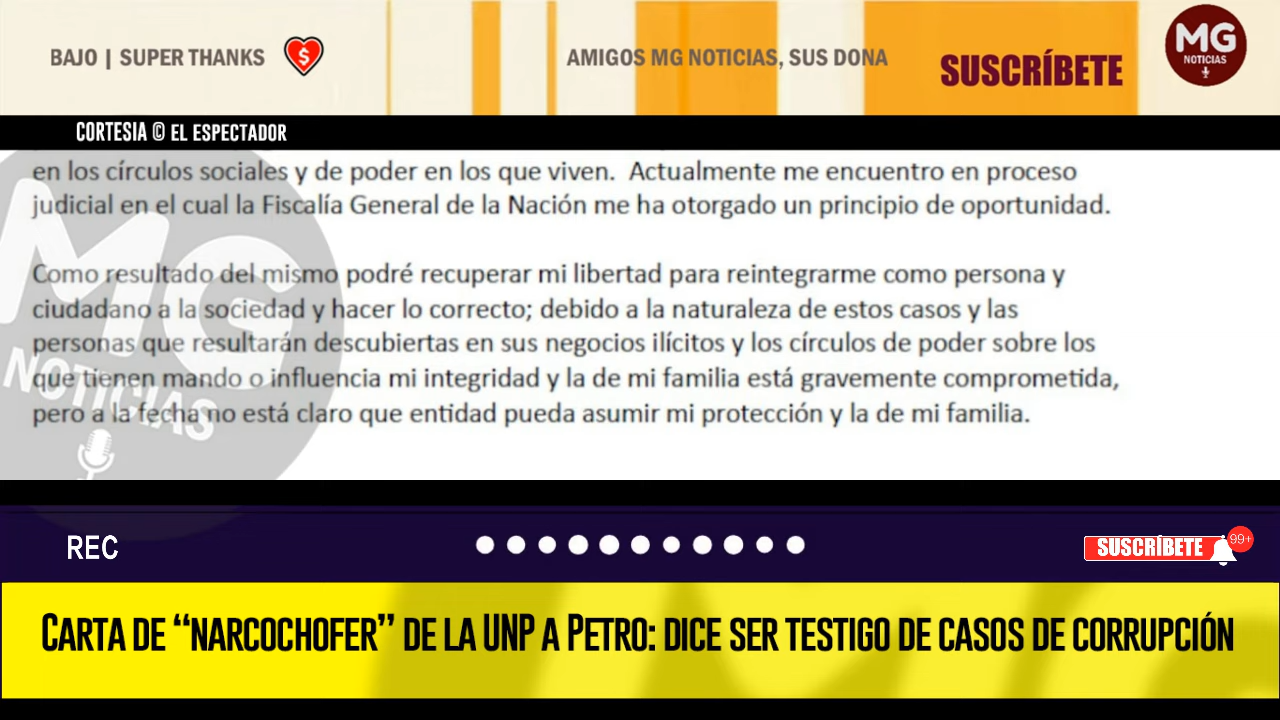 BAJO | SUPER THANKS
$
AMIGOS MG NOTICIAS, SUS DONA
SUSCRÍBETE
MG
NOTICIAS
CORTESIA © EL ESPECTADOR
en los círculos sociales y de poder en los que viven. Actualmente me encuentro en proceso
judicial en el cual la Fiscalía General de la Nación me ha otorgado un principio de oportunidad.
Como resultado del mismo podré recuperar mi libertad para reintegrarme como persona y
ciudadano a la sociedad y hacer lo correcto; debido a la naturaleza de estos casos y las
personas que resultarán descubiertas en sus negocios ilícitos y los círculos de poder sobre los
que tienen mando o influencia mi integridad y la de mi familia está gravemente comprometida,
pero a la fecha no está claro que entidad pueda asumir mi protección y la de mi familia.
MG
NOTICIAS
REC
SUSCRÍBETE
99+
CARTA DE “NARCOCHOFER” DE LA UNP A PETRO: DICE SER TESTIGO DE CASOS DE CORRUPCIÓN